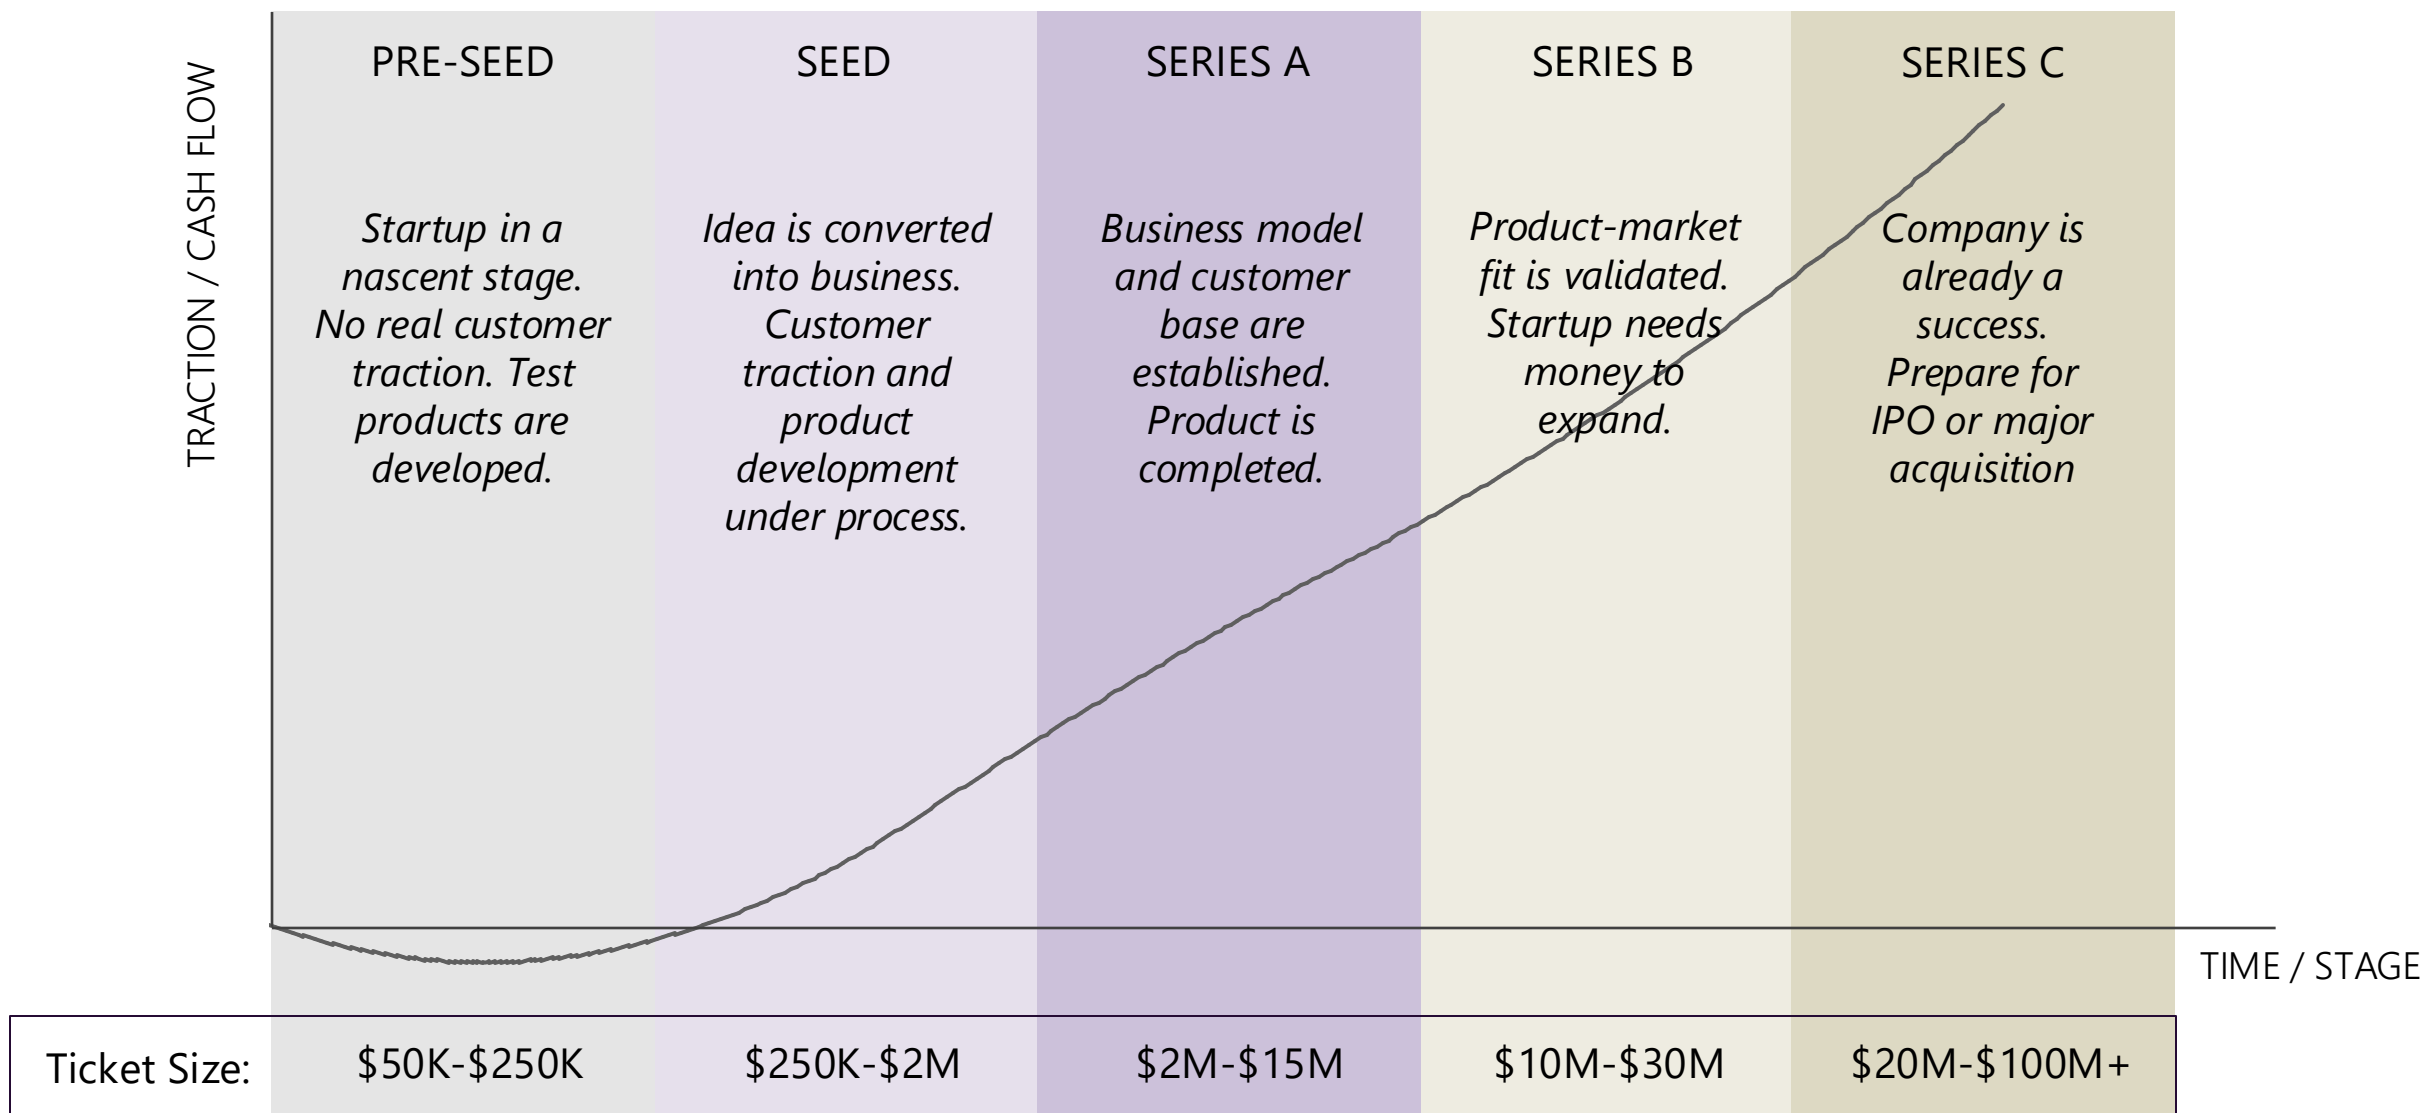 TRACTION / CASH FLOW
PRE-SEED
Startup in a
nascent stage.
No real customer
traction. Test
products are
developed.
SEED
Idea is converted
into business.
Customer
traction and
product
development
under process.
SERIES A
Business model
and customer
base are
established.
Product is
completed.
SERIES B
Product-market
fit is validated.
Startup needs
money to
expand.
SERIES C
Company is
already a
success.
Prepare for
IPO or major
acquisition
TIME / STAGE
Ticket Size:
$50K-$250K
$250K-$2M
$2M-$15M
$10M-$30M
$20M-$100M+